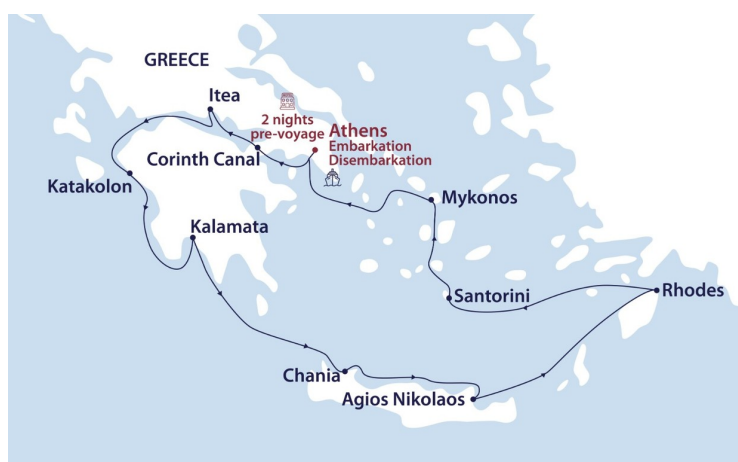 GREECE
Itea
2 nights
pre-voyage
Athens
Embarkation
Disembarkation
Corinth Canal
Katakolon
Mykonos
Kalamata
Santorini
Rhodes
Chania
Agios Nikolaos